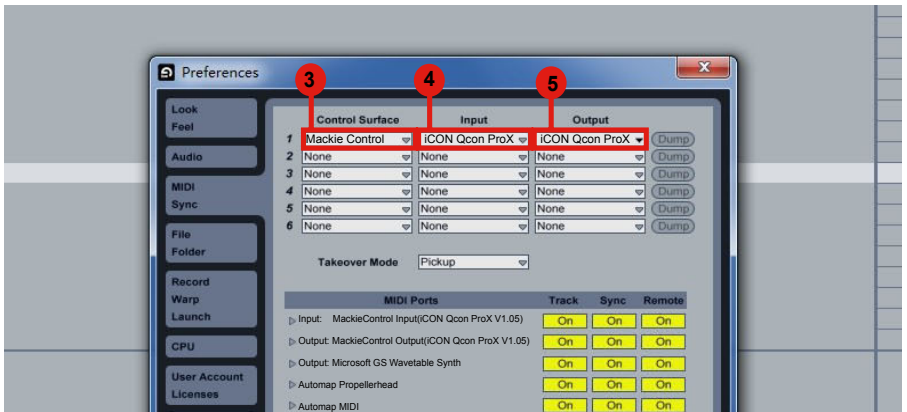 Preferences
3 4 5
Look
Feel
Audio
MIDI
Sync
File
Folder
Record
Warp
Launch
CPU
User Account
Licenses
Control Surface Input Output
1 Mackie Control iCON Qcon ProX iCON Qcon ProX Dump
2 None None None Dump
3 None None None Dump
4 None None None Dump
5 None None None Dump
6 None None None Dump
Takeover Mode Pickup
MIDI Ports Track Sync Remote
Input: MackieControl Input(iCON Qcon ProX V1.05) On On On
Output: MackieControl Output(iCON Qcon ProX V1.05) On On On
Output: Microsoft GS Wavetable Synth On On On
Automap Propellerhead On On On
Automap MIDI On On On